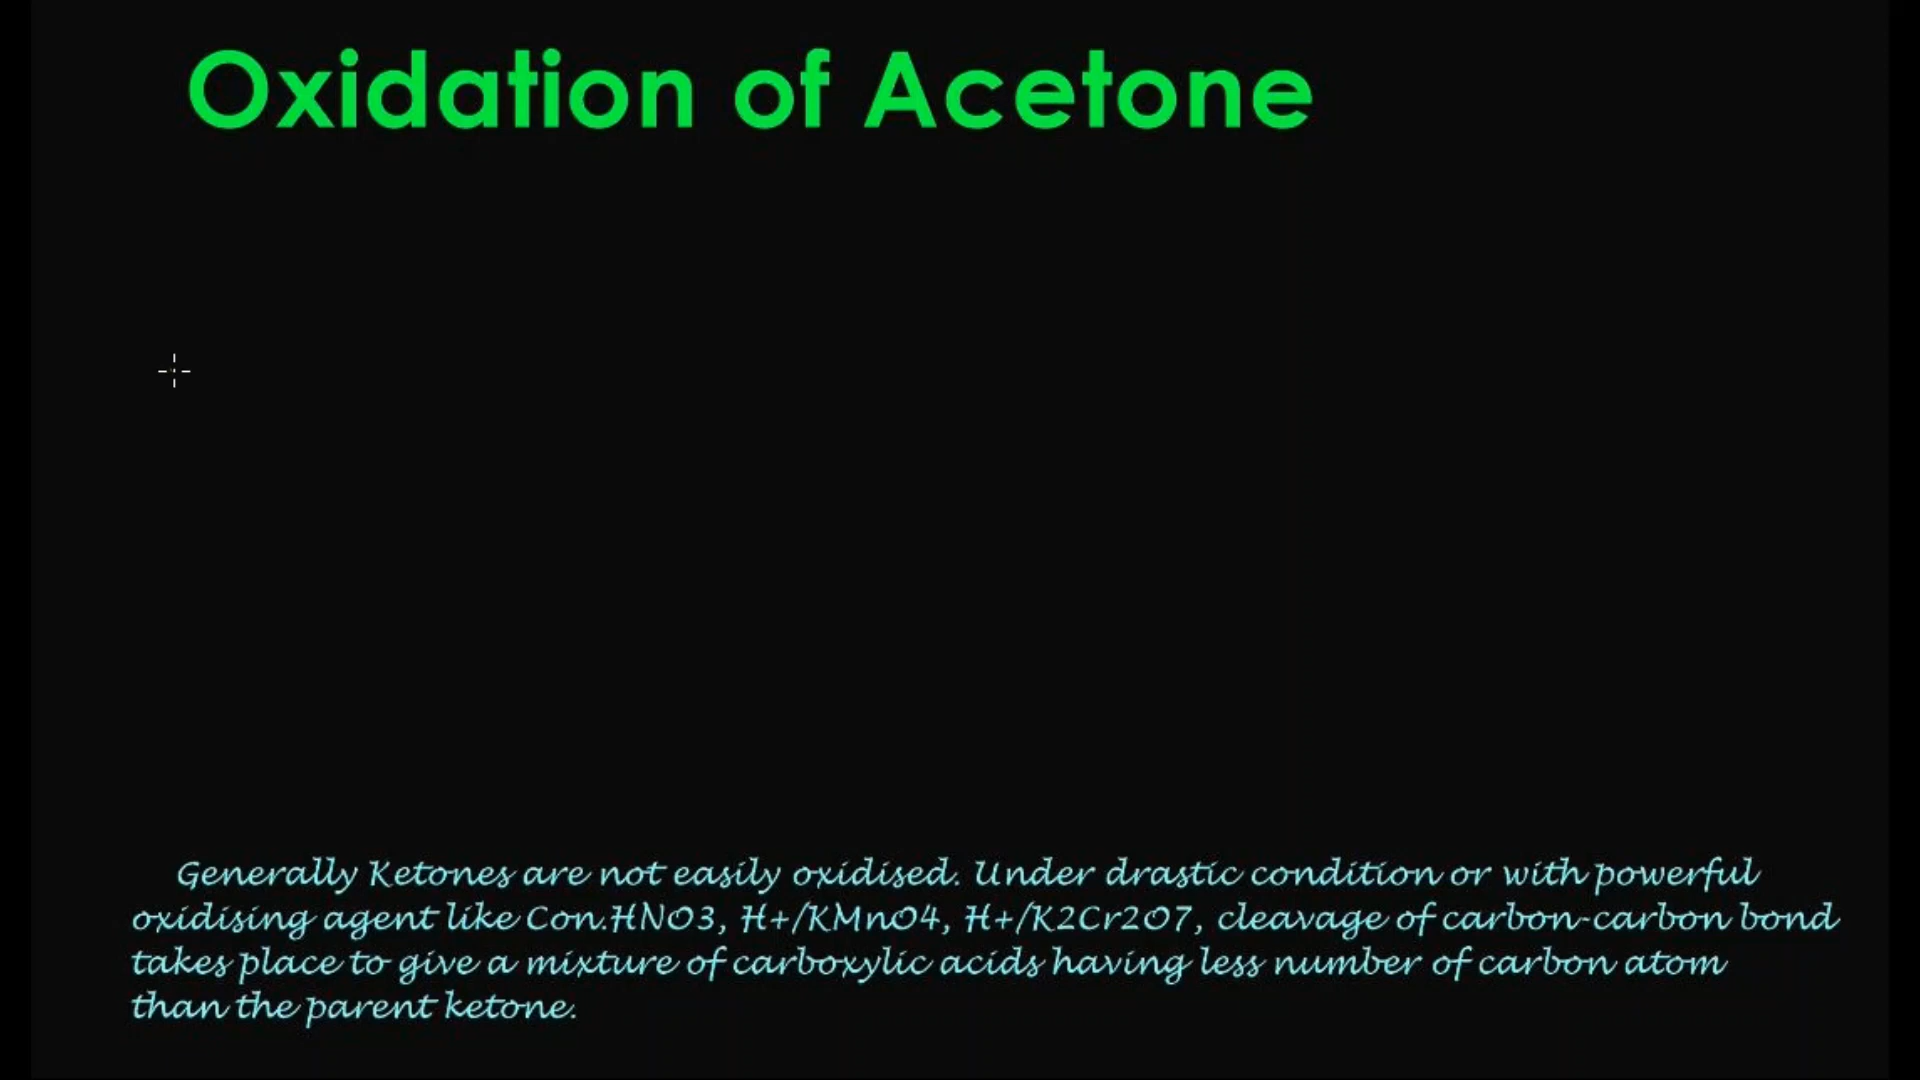 Oxidation of Acetone
Generally Ketones are not easily oxidised. Under drastic condition or with powerful
oxidising agent like Con.HNO3, H+/KMnO4, H+/K2Cr2O7, cleavage of carbon-carbon bond
takes place to give a mixture of carboxylic acids having less number of carbon atom
than the parent ketone.